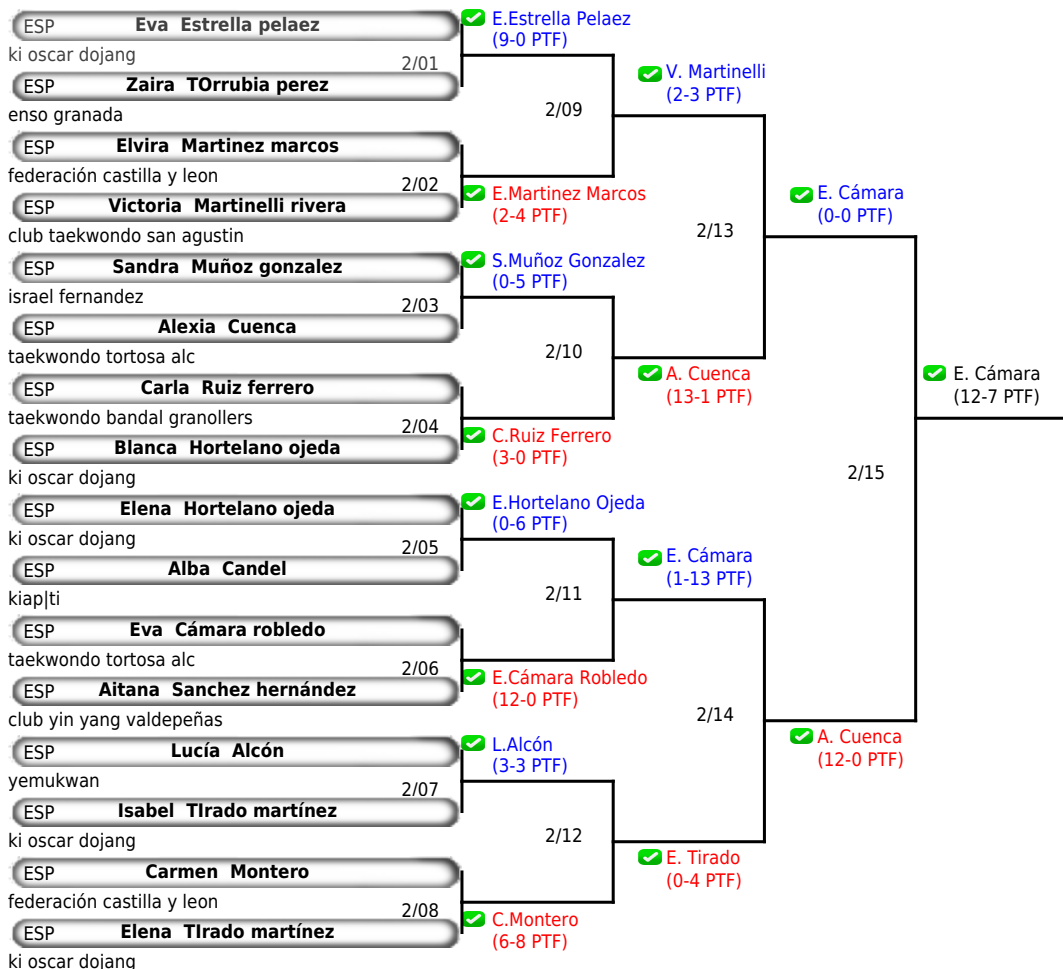 ESP Eva Estrella pelaez
ki oscar dojang
2/01
ESP Zaira TOrrubia perez
enso granada
ESP Elvira Martinez marcos
federación castilla y leon
2/02
ESP Victoria Martinelli rivera
club taekwondo san agustin
ESP Sandra Muñoz gonzalez
israel fernandez
2/03
ESP Alexia Cuenca
taekwondo tortosa alc
ESP Carla Ruiz ferrero
taekwondo bandal granollers
2/04
ESP Blanca Hortelano ojeda
ki oscar dojang
ESP Elena Hortelano ojeda
ki oscar dojang
2/05
ESP Alba Candel
kiap|ti
ESP Eva Cámara robledo
taekwondo tortosa alc
2/06
ESP Aitana Sanchez hernández
club yin yang valdepeñas
ESP Lucía Alcón
yemukwan
2/07
ESP Isabel TIrado martínez
ki oscar dojang
ESP Carmen Montero
federación castilla y leon
2/08
ESP Elena TIrado martínez
ki oscar dojang
E.Estrella Pelaez
(9-0 PTF)
2/09
E.Martinez Marcos
(2-4 PTF)
S.Muñoz Gonzalez
(0-5 PTF)
2/10
C.Ruiz Ferrero
(3-0 PTF)
E.Hortelano Ojeda
(0-6 PTF)
2/11
E.Cámara Robledo
(12-0 PTF)
L.Alcón
(3-3 PTF)
2/12
C.Montero
(6-8 PTF)
V. Martinelli
(2-3 PTF)
2/13
A. Cuenca
(13-1 PTF)
E. Cámara
(1-13 PTF)
2/14
E. Tirado
(0-4 PTF)
E. Cámara
(0-0 PTF)
2/15
A. Cuenca
(12-0 PTF)
E. Cámara
(12-7 PTF)